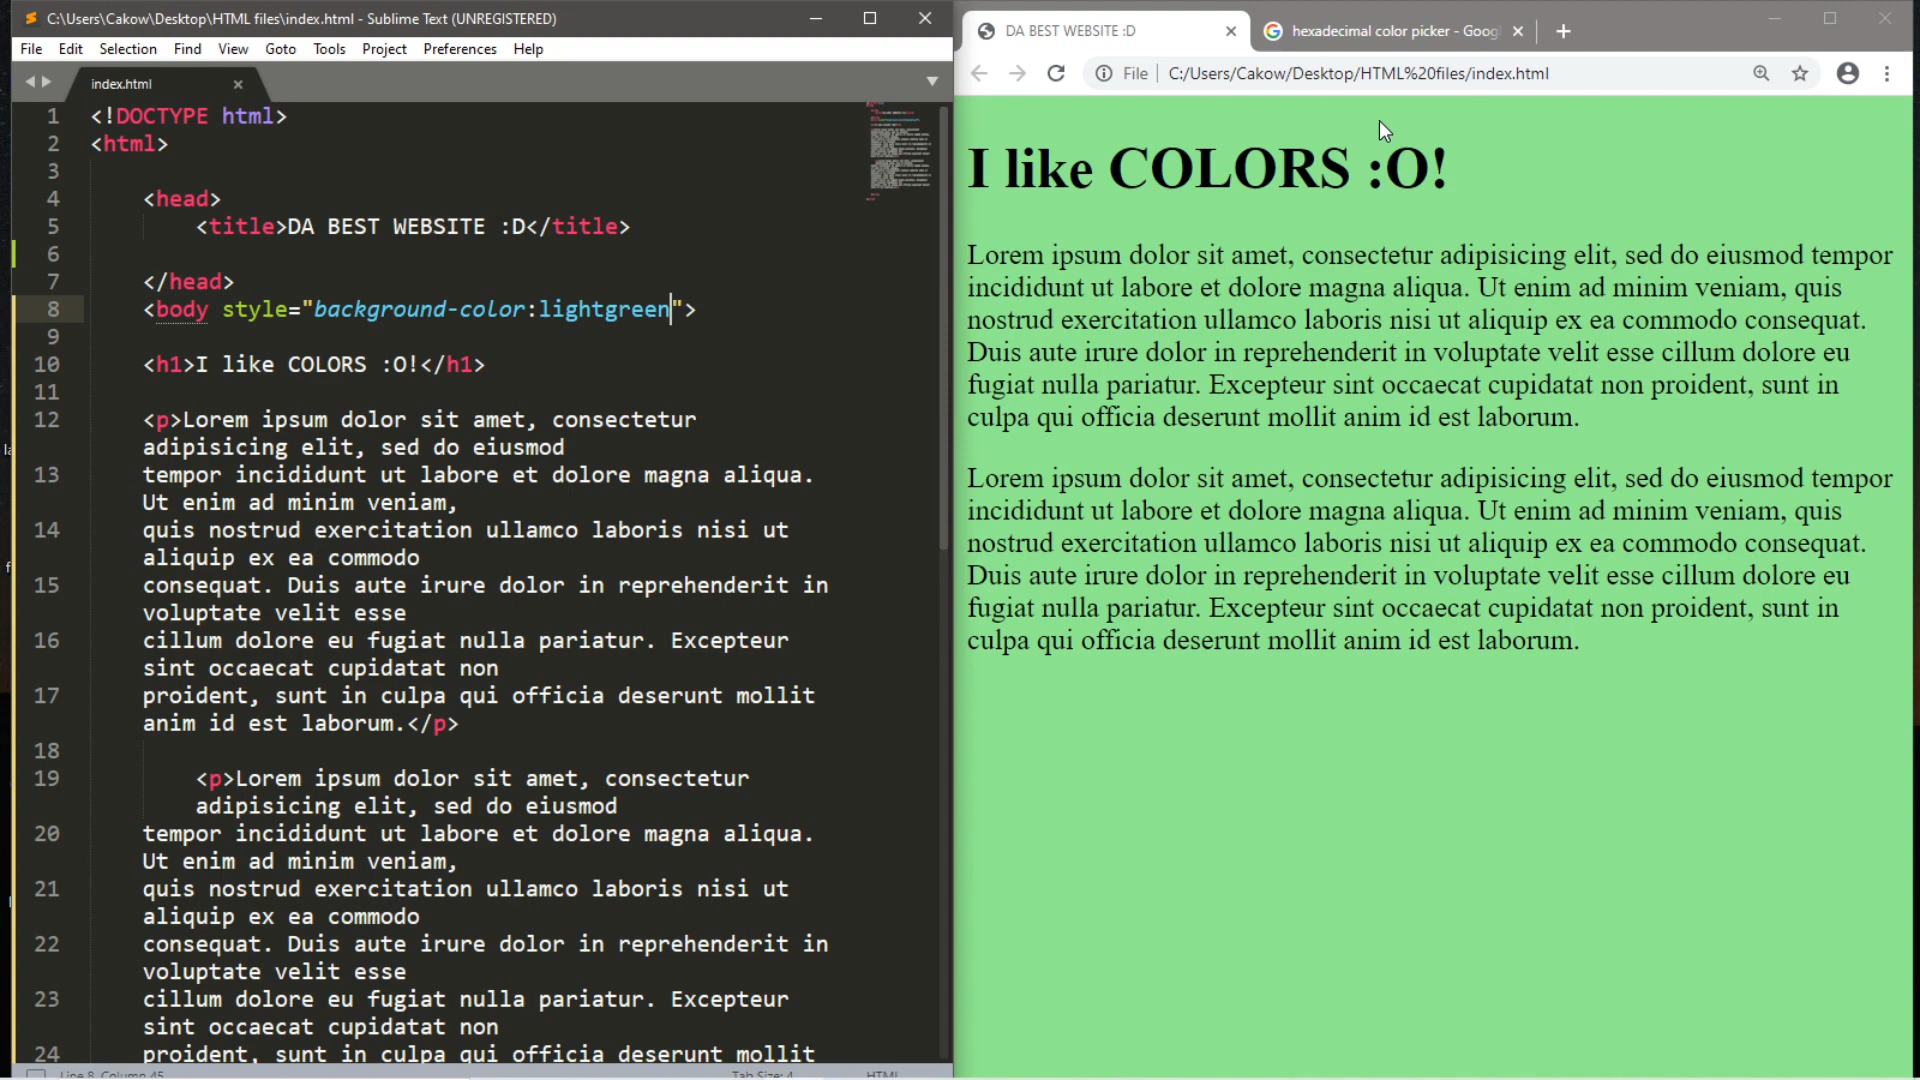 C:\Users\Cakow\Desktop\HTML files\index.html - Sublime Text (UNREGISTERED)
File Edit Selection Find View Goto Tools Project Preferences Help
index.html
1 <!DOCTYPE html>
2 <html>
3
4 <head>
5 <title>DA BEST WEBSITE :D</title>
6
7 </head>
8 <body style="background-color:lightgreen">
9
10 <h1>I like COLORS :O!</h1>
11
12 <p>Lorem ipsum dolor sit amet, consectetur
adipisicing elit, sed do eiusmod
13 tempor incididunt ut labore et dolore magna aliqua.
Ut enim ad minim veniam,
14 quis nostrud exercitation ullamco laboris nisi ut
aliquip ex ea commodo
15 consequat. Duis aute irure dolor in reprehenderit in
voluptate velit esse
16 cillum dolore eu fugiat nulla pariatur. Excepteur
sint occaecat cupidatat non
17 proident, sunt in culpa qui officia deserunt mollit
anim id est laborum.</p>
18
19 <p>Lorem ipsum dolor sit amet, consectetur
adipisicing elit, sed do eiusmod
20 tempor incididunt ut labore et dolore magna aliqua.
Ut enim ad minim veniam,
21 quis nostrud exercitation ullamco laboris nisi ut
aliquip ex ea commodo
22 consequat. Duis aute irure dolor in reprehenderit in
voluptate velit esse
23 cillum dolore eu fugiat nulla pariatur. Excepteur
sint occaecat cupidatat non
24 proident, sunt in culpa qui officia deserunt mollit
Line 8, Column 45 Tab Size: 4 HTML
DA BEST WEBSITE :D
hexadecimal color picker - Goog
File C:/Users/Cakow/Desktop/HTML%20files/index.html
I like COLORS :O!
Lorem ipsum dolor sit amet, consectetur adipisicing elit, sed do eiusmod tempor
incididunt ut labore et dolore magna aliqua. Ut enim ad minim veniam, quis
nostrud exercitation ullamco laboris nisi ut aliquip ex ea commodo consequat.
Duis aute irure dolor in reprehenderit in voluptate velit esse cillum dolore eu
fugiat nulla pariatur. Excepteur sint occaecat cupidatat non proident, sunt in
culpa qui officia deserunt mollit anim id est laborum.
Lorem ipsum dolor sit amet, consectetur adipisicing elit, sed do eiusmod tempor
incididunt ut labore et dolore magna aliqua. Ut enim ad minim veniam, quis
nostrud exercitation ullamco laboris nisi ut aliquip ex ea commodo consequat.
Duis aute irure dolor in reprehenderit in voluptate velit esse cillum dolore eu
fugiat nulla pariatur. Excepteur sint occaecat cupidatat non proident, sunt in
culpa qui officia deserunt mollit anim id est laborum.